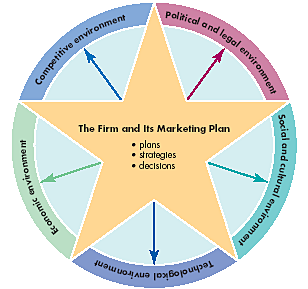 Competitive environment
Political and legal environment
The Firm and Its Marketing Plan
• plans
• strategies
• decisions
Economic environment
Social and cultural environment
Technological environment